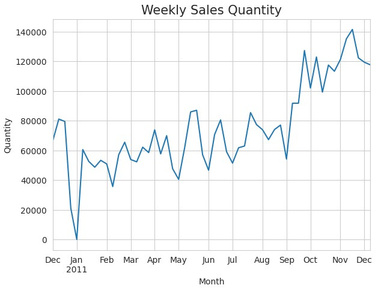 Weekly Sales Quantity
140000
120000
100000
80000
60000
40000
20000
0
Quantity
Dec Jan Feb Mar Apr May Jun Jul Aug Sep Oct Nov Dec
2011
Month